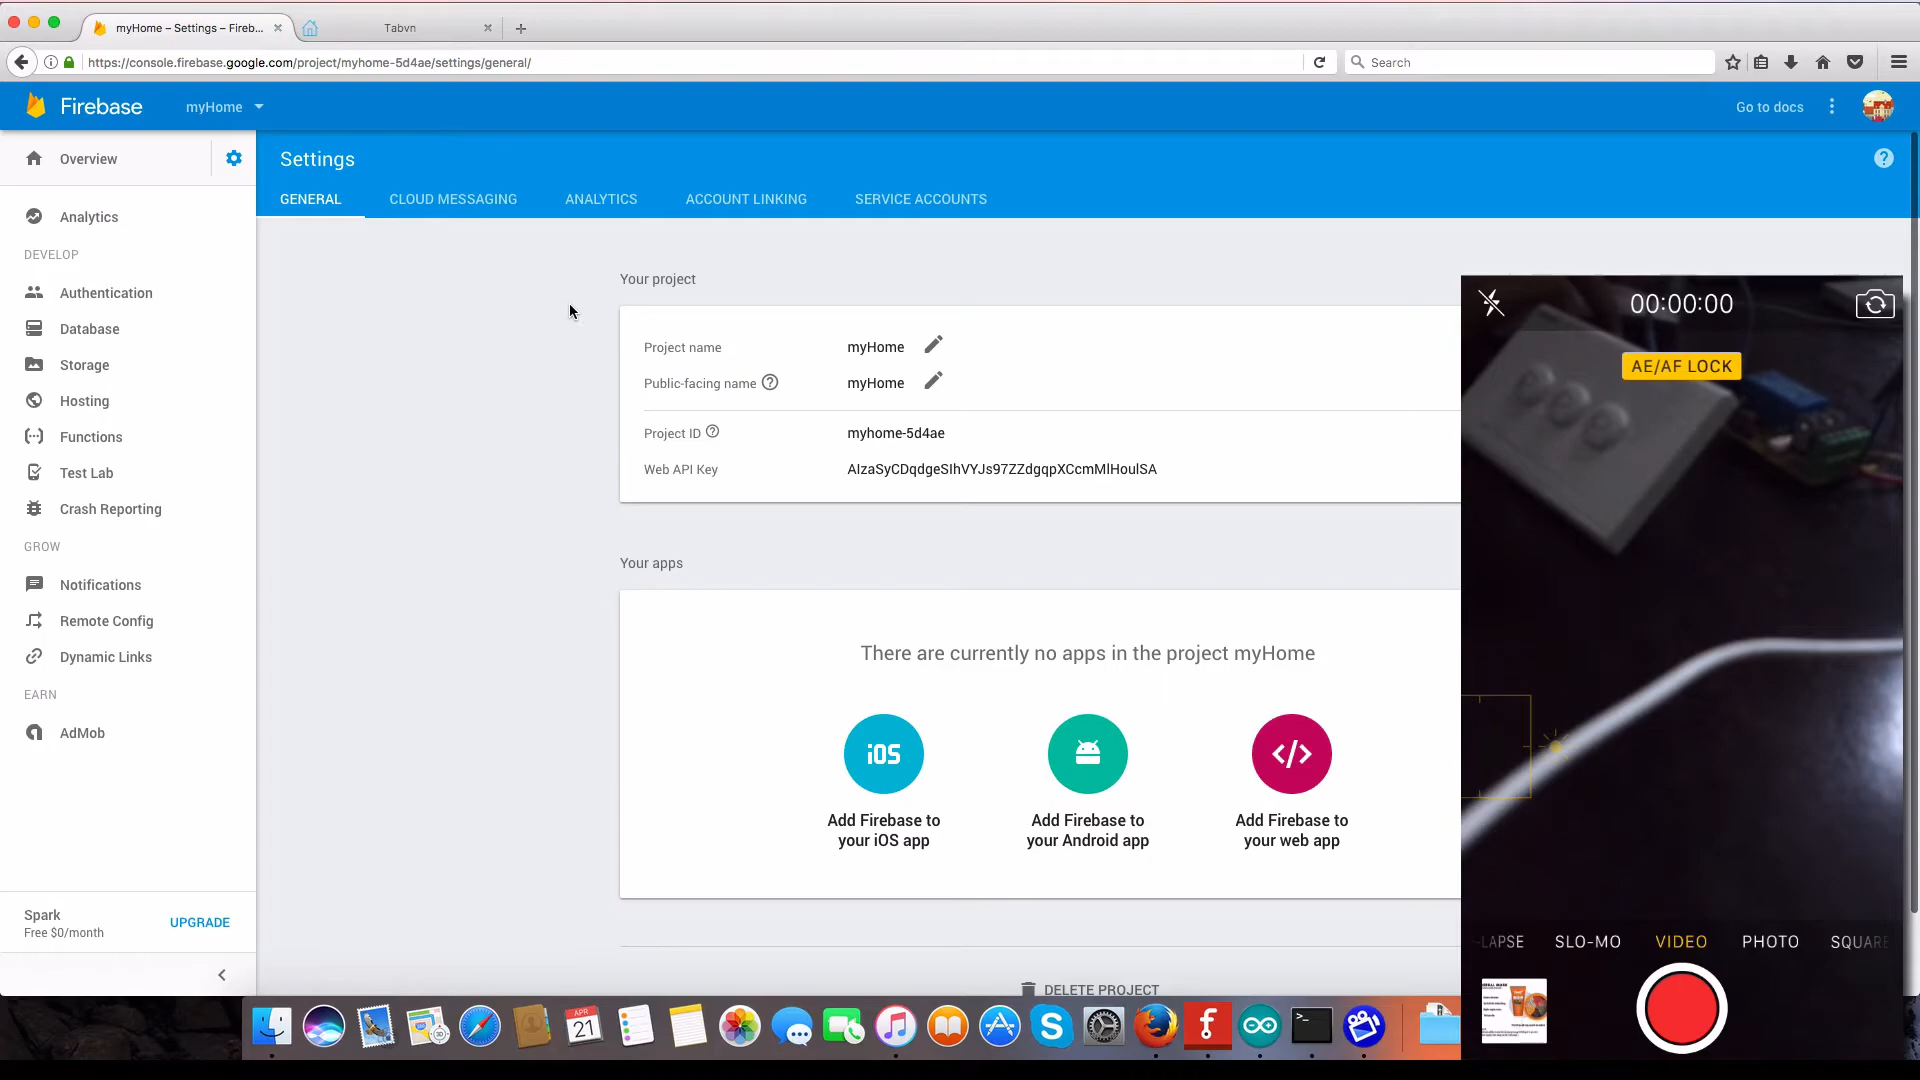 myHome – Settings – Fireb...
Tabvn
https://console.firebase.google.com/project/myhome-5d4ae/settings/general/
Search
Firebase
myHome
Go to docs
Overview
Settings
GENERAL
CLOUD MESSAGING
ANALYTICS
ACCOUNT LINKING
SERVICE ACCOUNTS
Analytics
DEVELOP
Authentication
Database
Storage
Hosting
Functions
Test Lab
Crash Reporting
GROW
Notifications
Remote Config
Dynamic Links
EARN
AdMob
Spark
Free $0/month
UPGRADE
Your project
Project name
myHome
Public-facing name
myHome
Project ID
myhome-5d4ae
Web API Key
AIzaSyCDqdgeSIhVYJs97ZZdgqpXCcmMlHoulSA
Your apps
There are currently no apps in the project myHome
iOS
Add Firebase to
your iOS app
Add Firebase to
your Android app
</>
Add Firebase to
your web app
DELETE PROJECT
00:00:00
AE/AF LOCK
-LAPSE
SLO-MO
VIDEO
PHOTO
SQUARE
APR
21